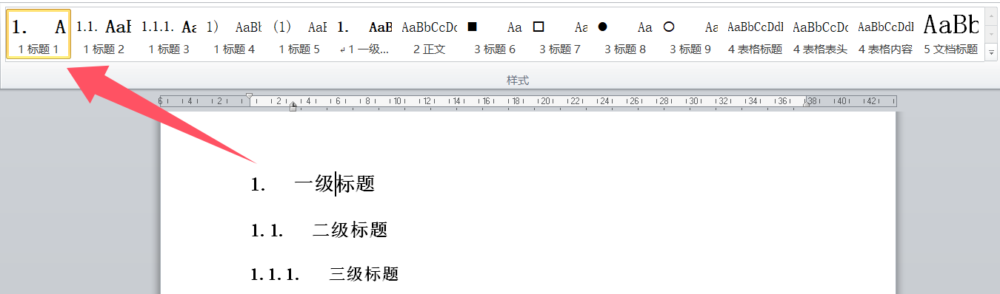 1.    A  1.1. AaB  1.1.1. Aa  1)  AaBb  (1)  AaB  1.  AaB  AaBbCcDc  ■  Aa  □  Aa  ●  Aa  ○  Aa  AaBbCcDdI  AaBbCcDc  AaBbCcDdI  AaBb
1 标题 1  1 标题 2  1 标题 3  1 标题 4  1 标题 5  ↲ 1 一级...  2 正文  3 标题 6  3 标题 7  3 标题 8  3 标题 9  4 表格标题  4 表格表头  4 表格内容  5 文档标题
样式
6 4 2 2 4 6 8 10 12 14 16 18 20 22 24 26 28 30 32 34 36 38 40 42
1. 一级标题
1.1. 二级标题
1.1.1. 三级标题